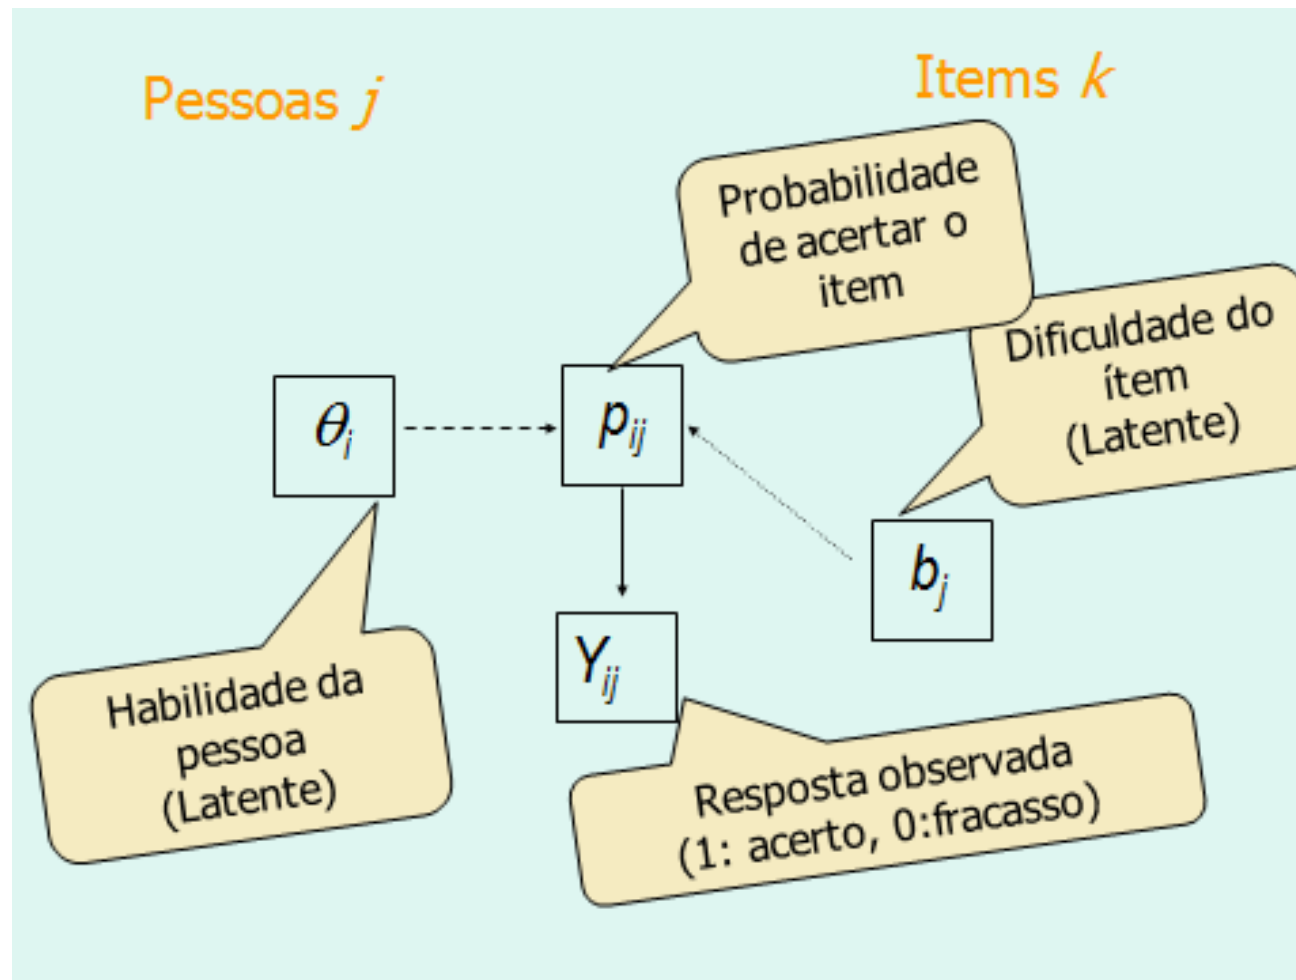 Pessoas j
Items k
Probabilidade
de acertar o
item
Dificuldade do
ítem
(Latente)
θi
pij
bj
Yij
Habilidade da
pessoa
(Latente)
Resposta observada
(1: acerto, 0:fracasso)